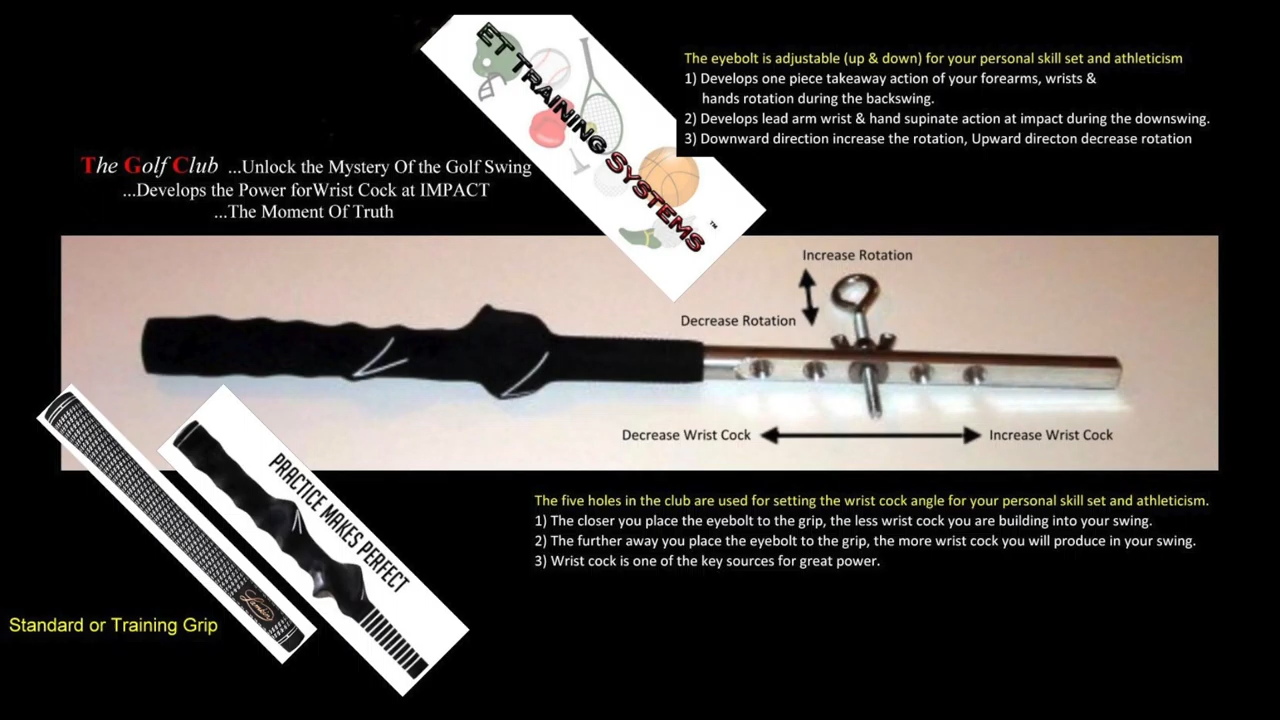 ET TRAINING SYSTEMS ™
The eyebolt is adjustable (up & down) for your personal skill set and athleticism
1) Develops one piece takeaway action of your forearms, wrists &
hands rotation during the backswing.
2) Develops lead arm wrist & hand supinate action at impact during the downswing.
3) Downward direction increase the rotation, Upward directon decrease rotation
The Golf Club ...Unlock the Mystery Of the Golf Swing
...Develops the Power forWrist Cock at IMPACT
...The Moment Of Truth
Increase Rotation
Decrease Rotation
Decrease Wrist Cock
Increase Wrist Cock
PRACTICE MAKES PERFECT
Lamkin
Standard or Training Grip
The five holes in the club are used for setting the wrist cock angle for your personal skill set and athleticism.
1) The closer you place the eyebolt to the grip, the less wrist cock you are building into your swing.
2) The further away you place the eyebolt to the grip, the more wrist cock you will produce in your swing.
3) Wrist cock is one of the key sources for great power.